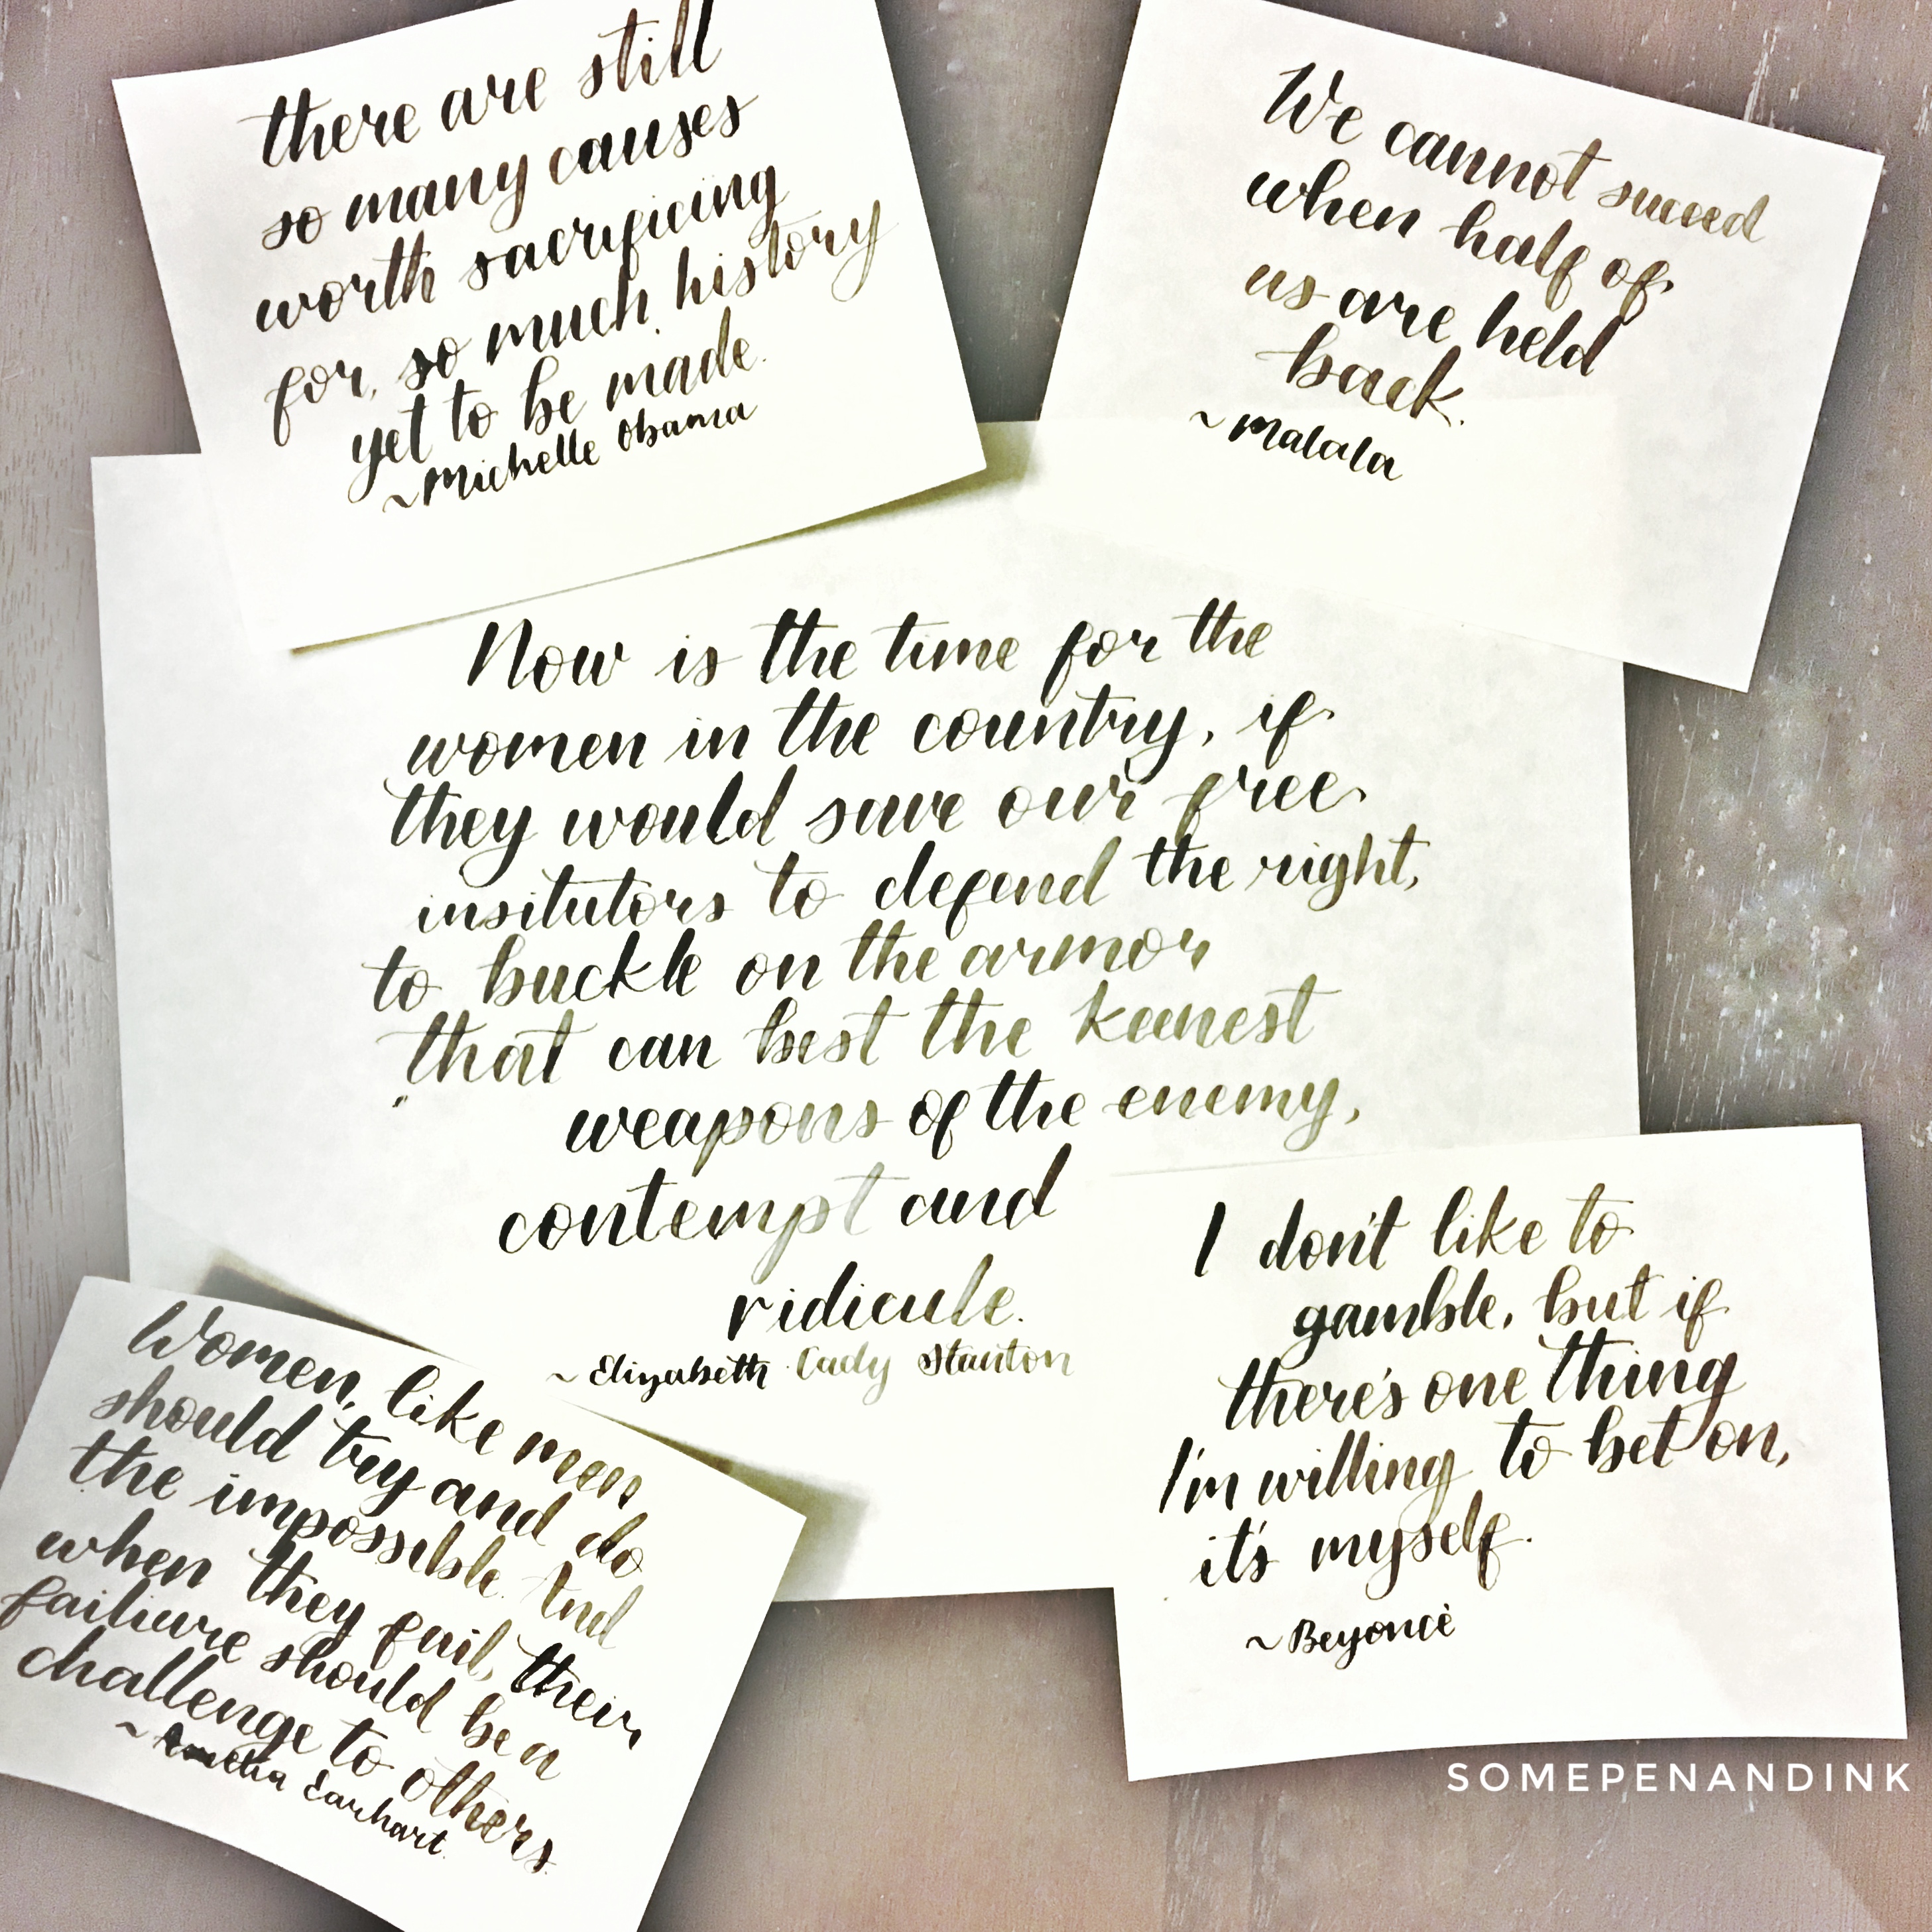 there are still
so many causes
worth sacrificing
for, so much history
yet to be made.
~Michelle Obama
We cannot succeed
when half of
us are held
back.
~Malala
Now is the time for the
women in the country, if
they would save our free
insitutors to defend the right,
to buckle on the armor
that can best the keenest
weapons of the enemy,
contempt and
ridicule.
~Elizabeth Cady Stanton
Women, like men
should try and do
the impossible. And
when they fail, their
failiure should be a
challenge to others.
~Amelia Earhart.
I don't like to
gamble, but if
there's one thing
I'm willing to bet on,
it's myself.
~Beyoncè
SOMEPENANDINK